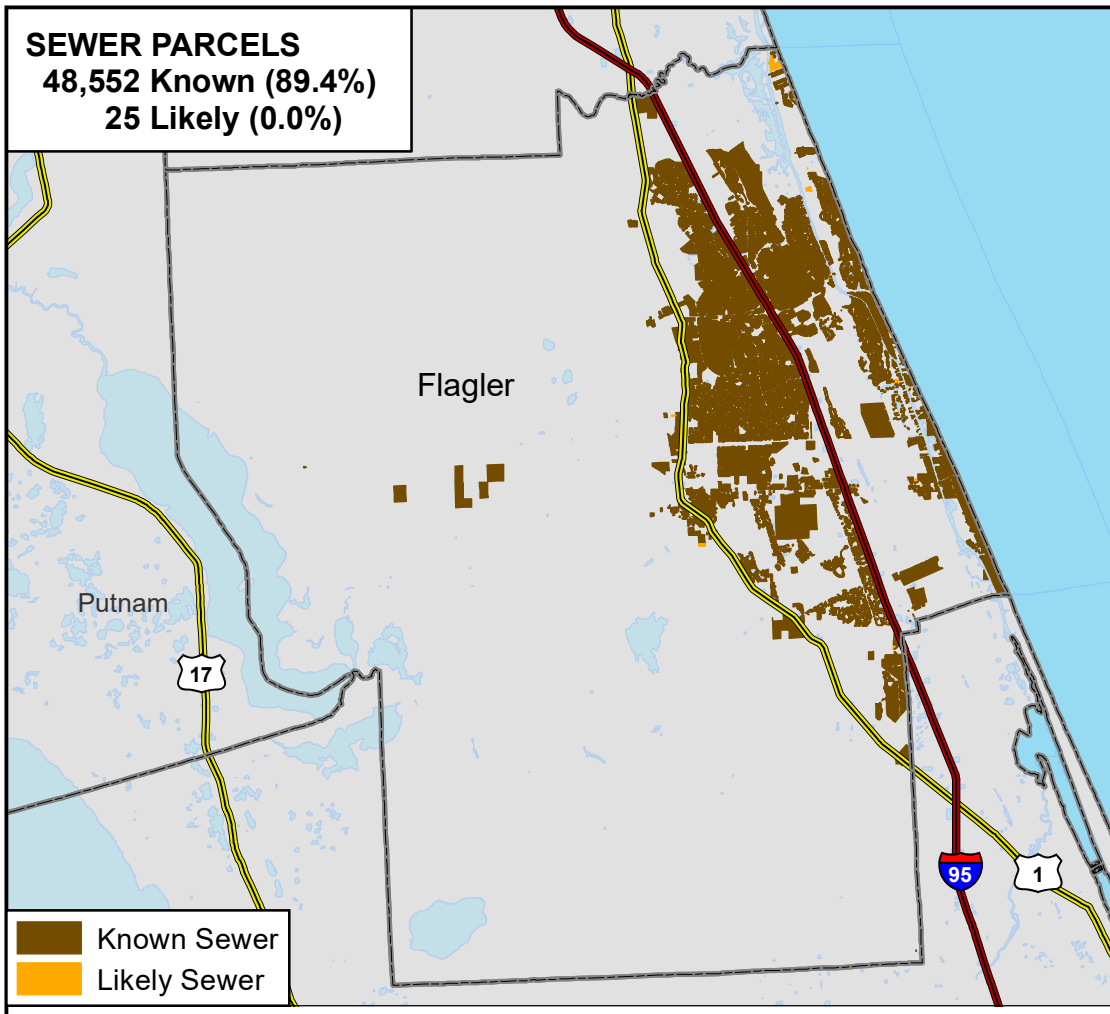 SEWER PARCELS
48,552 Known (89.4%)
25 Likely (0.0%)
Flagler
Putnam
17
95
1
Known Sewer
Likely Sewer